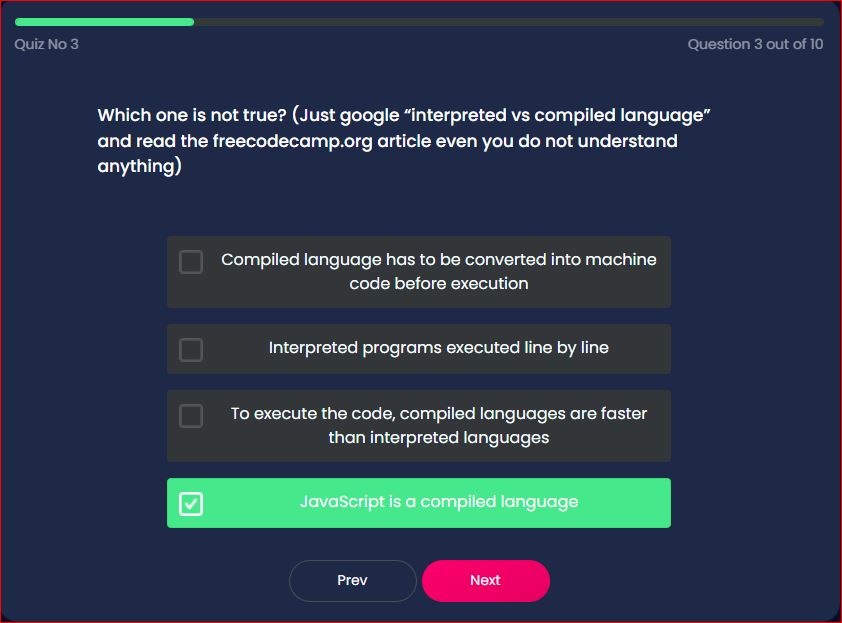 Quiz No 3
Question 3 out of 10
Which one is not true? (Just google “interpreted vs compiled language”
and read the freecodecamp.org article even you do not understand
anything)
Compiled language has to be converted into machine
code before execution
Interpreted programs executed line by line
To execute the code, compiled languages are faster
than interpreted languages
JavaScript is a compiled language
Prev
Next